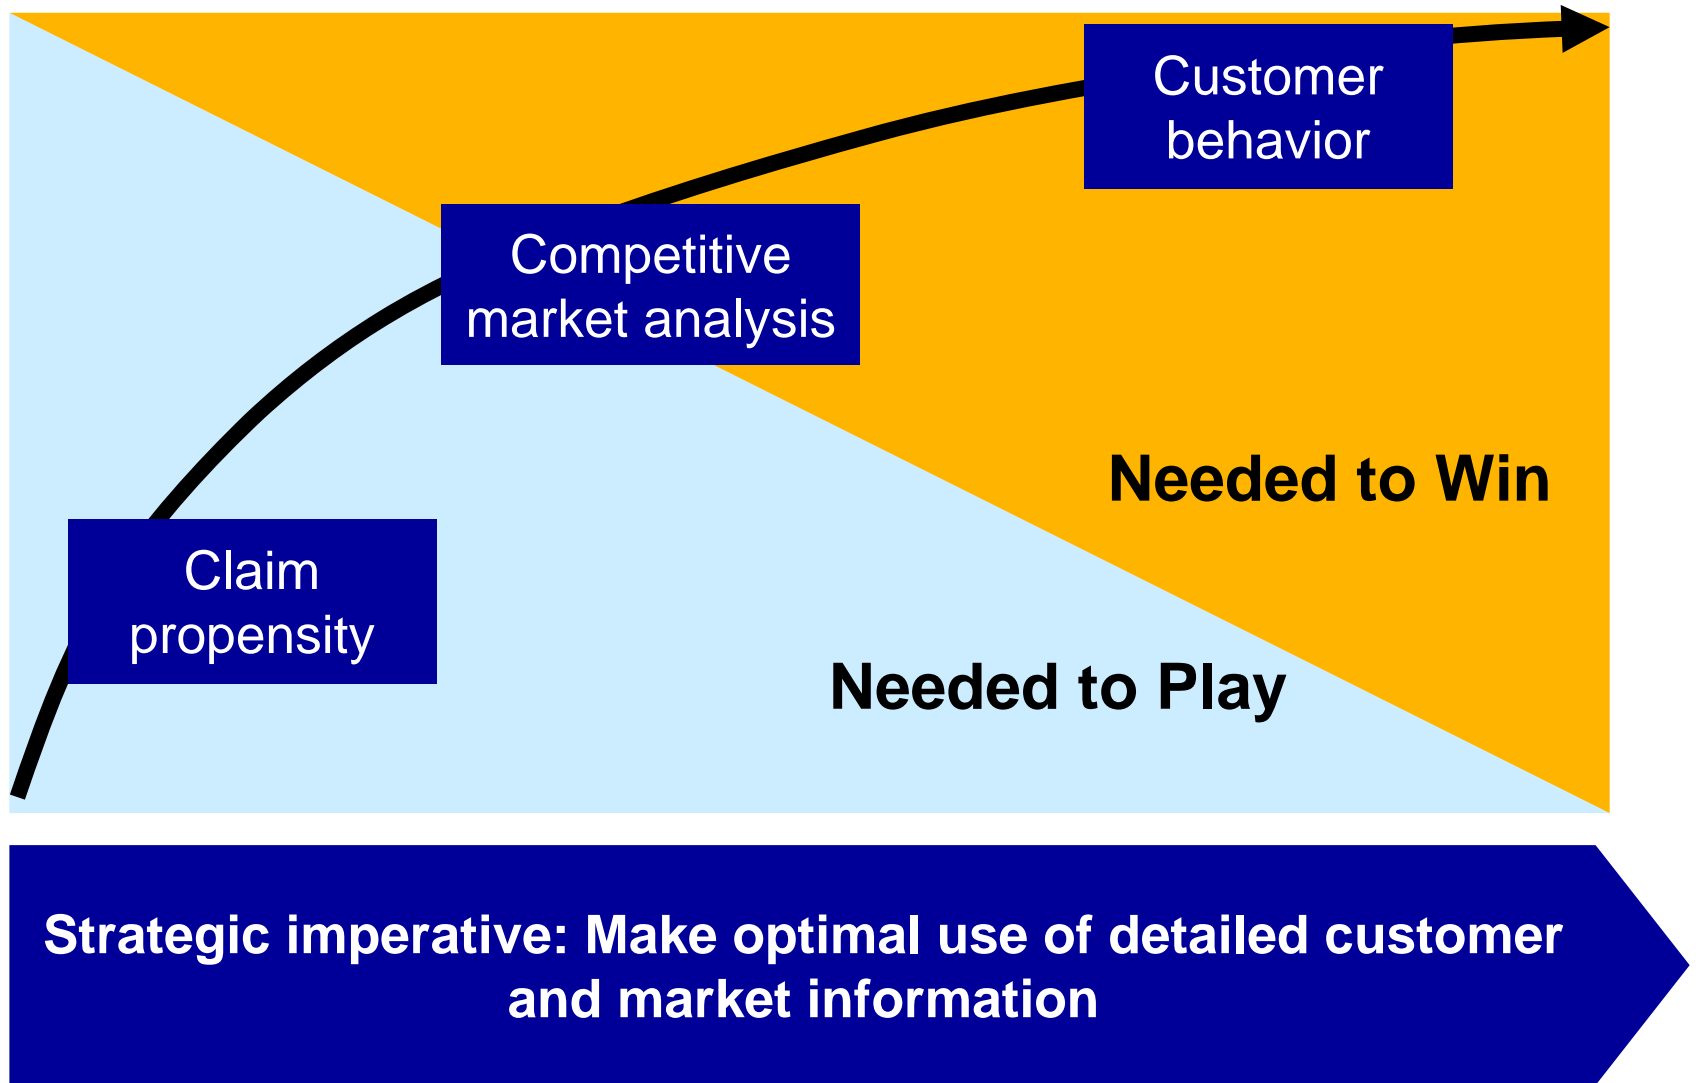 Customer
behavior
Competitive
market analysis
Needed to Win
Claim
propensity
Needed to Play
Strategic imperative: Make optimal use of detailed customer
and market information